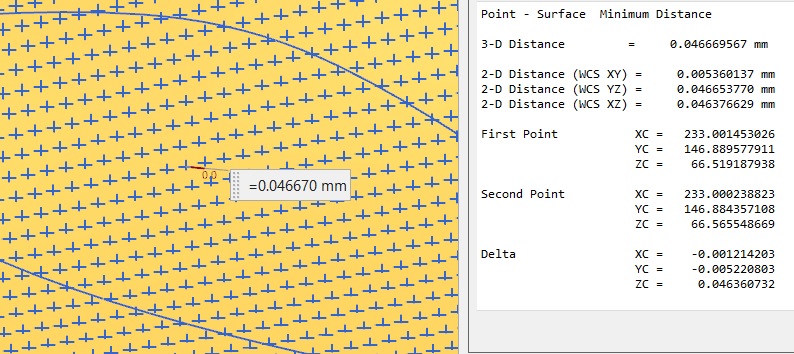 0.0
=0.046670 mm
Point - Surface Minimum Distance
3-D Distance = 0.046669567 mm
2-D Distance (WCS XY) = 0.005360137 mm
2-D Distance (WCS YZ) = 0.046653770 mm
2-D Distance (WCS XZ) = 0.046376629 mm
First Point XC = 233.001453026
YC = 146.889577911
ZC = 66.519187938
Second Point XC = 233.000238823
YC = 146.884357108
ZC = 66.565548669
Delta XC = -0.001214203
YC = -0.005220803
ZC = 0.046360732